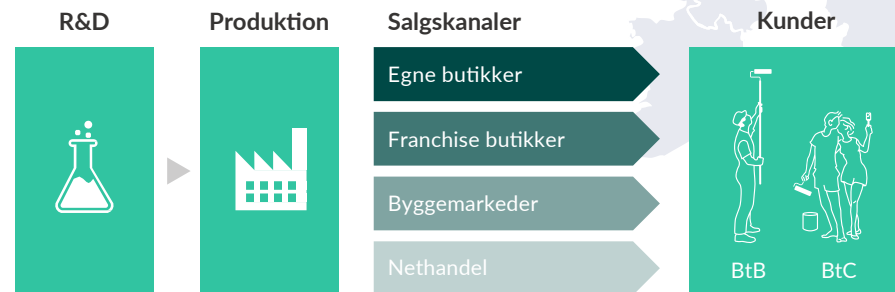 R&D
Produktion
Salgskanaler
Kunder
Egne butikker
Franchise butikker
Byggemarkeder
Nethandel
BtB
BtC